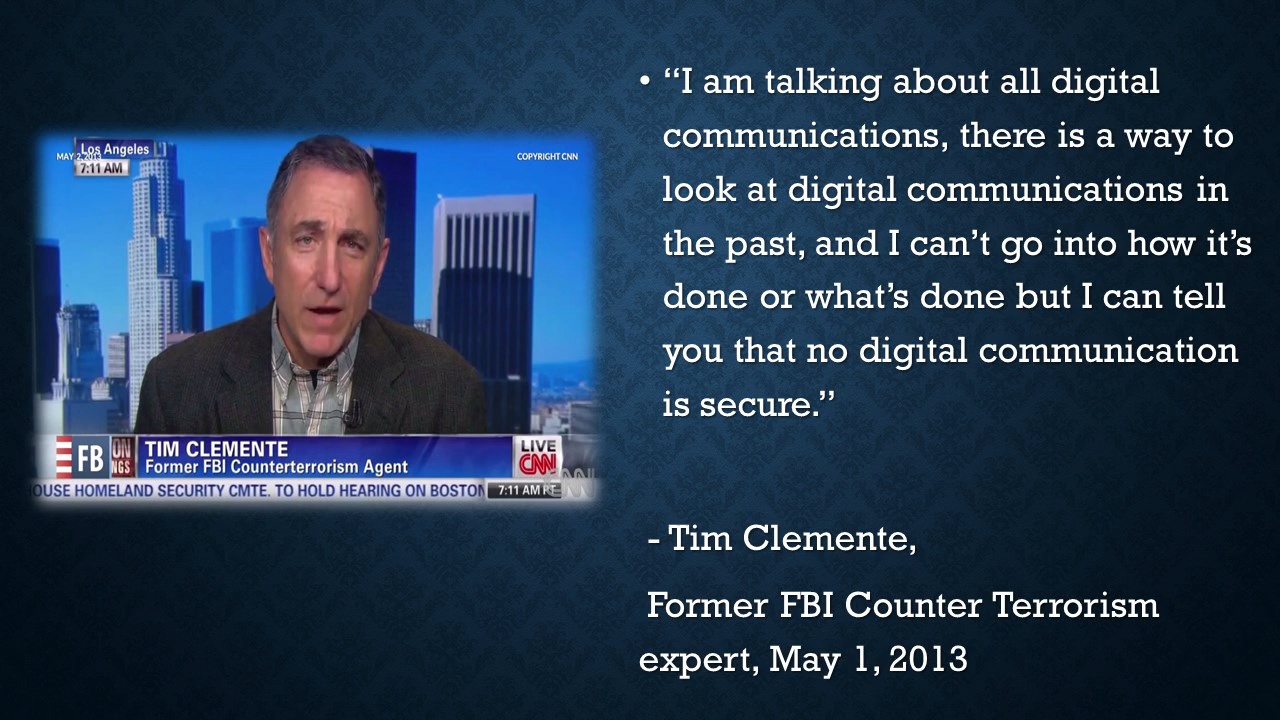 Los Angeles
MAY 2, 2013
7:11 AM
COPYRIGHT CNN
FB
ON
NGS
TIM CLEMENTE
Former FBI Counterterrorism Agent
LIVE
CNN
OUSE HOMELAND SECURITY CMTE. TO HOLD HEARING ON BOSTON
7:11 AM PT
CNN
• “I am talking about all digital
communications, there is a way to
look at digital communications in
the past, and I can’t go into how it’s
done or what’s done but I can tell
you that no digital communication
is secure.”
- Tim Clemente,
Former FBI Counter Terrorism
expert, May 1, 2013